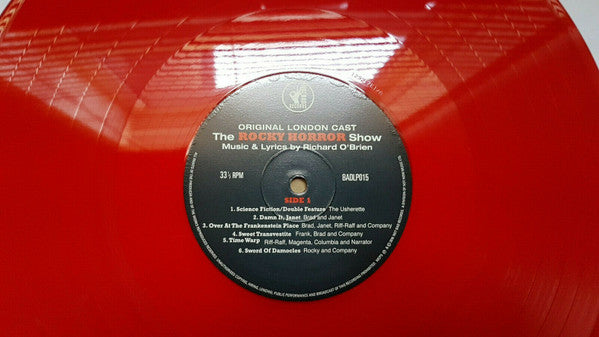 ORIGINAL LONDON CAST
The ROCKY HORROR Show
Music & Lyrics by Richard O'Brien
33 1/3 RPM
BADLP015
SIDE 1
1. Science Fiction/Double Feature The Usherette
2. Damn It, Janet Brad and Janet
3. Over At The Frankenstein Place Brad, Janet, Riff-Raff and Company
4. Sweet Transvestite Frank, Brad and Company
5. Time Warp Riff-Raff, Magenta, Columbia and Narrator
6. Sword of Damocles Rocky and Company